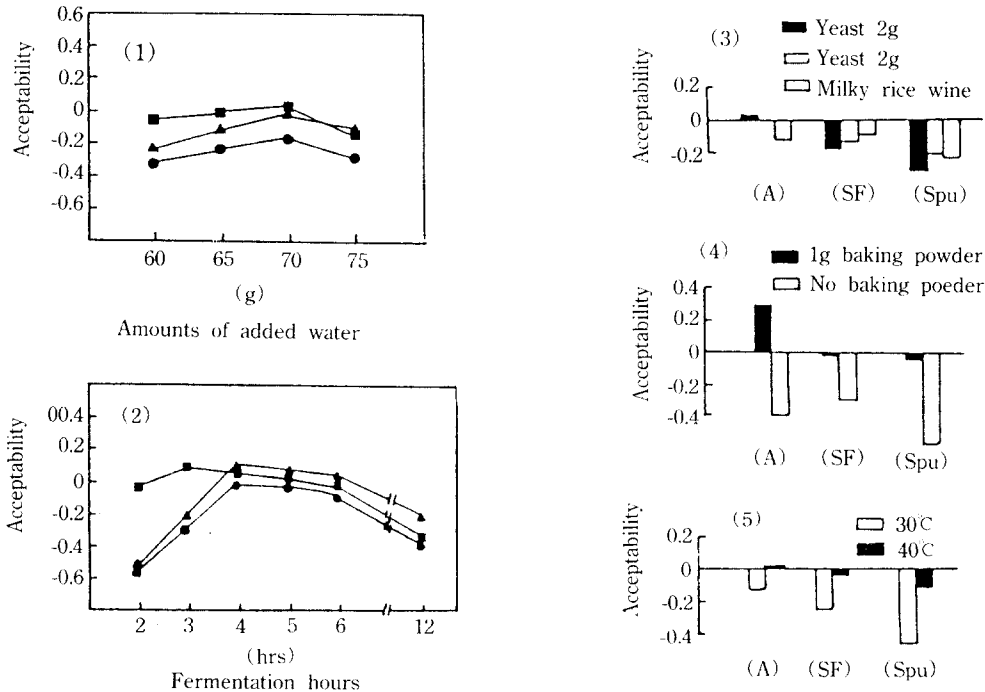 (1)
Acceptability
0.6
0.4
0.2
0
-0.2
-0.4
-0.6
60 65 70 75
(g)
Amounts of added water
(2)
Acceptability
00.4
0.2
0
-0.2
-0.4
-0.6
2 3 4 5 6 12
(hrs)
Fermentation hours
(3)
Yeast 2g
Yeast 2g
Milky rice wine
Acceptability
0.2
0
-0.2
(A) (SF) (Spu)
(4)
1g baking powder
No baking poeder
Acceptability
0.4
0.2
0
-0.2
-0.4
(A) (SF) (Spu)
(5)
30℃
40℃
Acceptability
0
-0.2
-0.4
(A) (SF) (Spu)